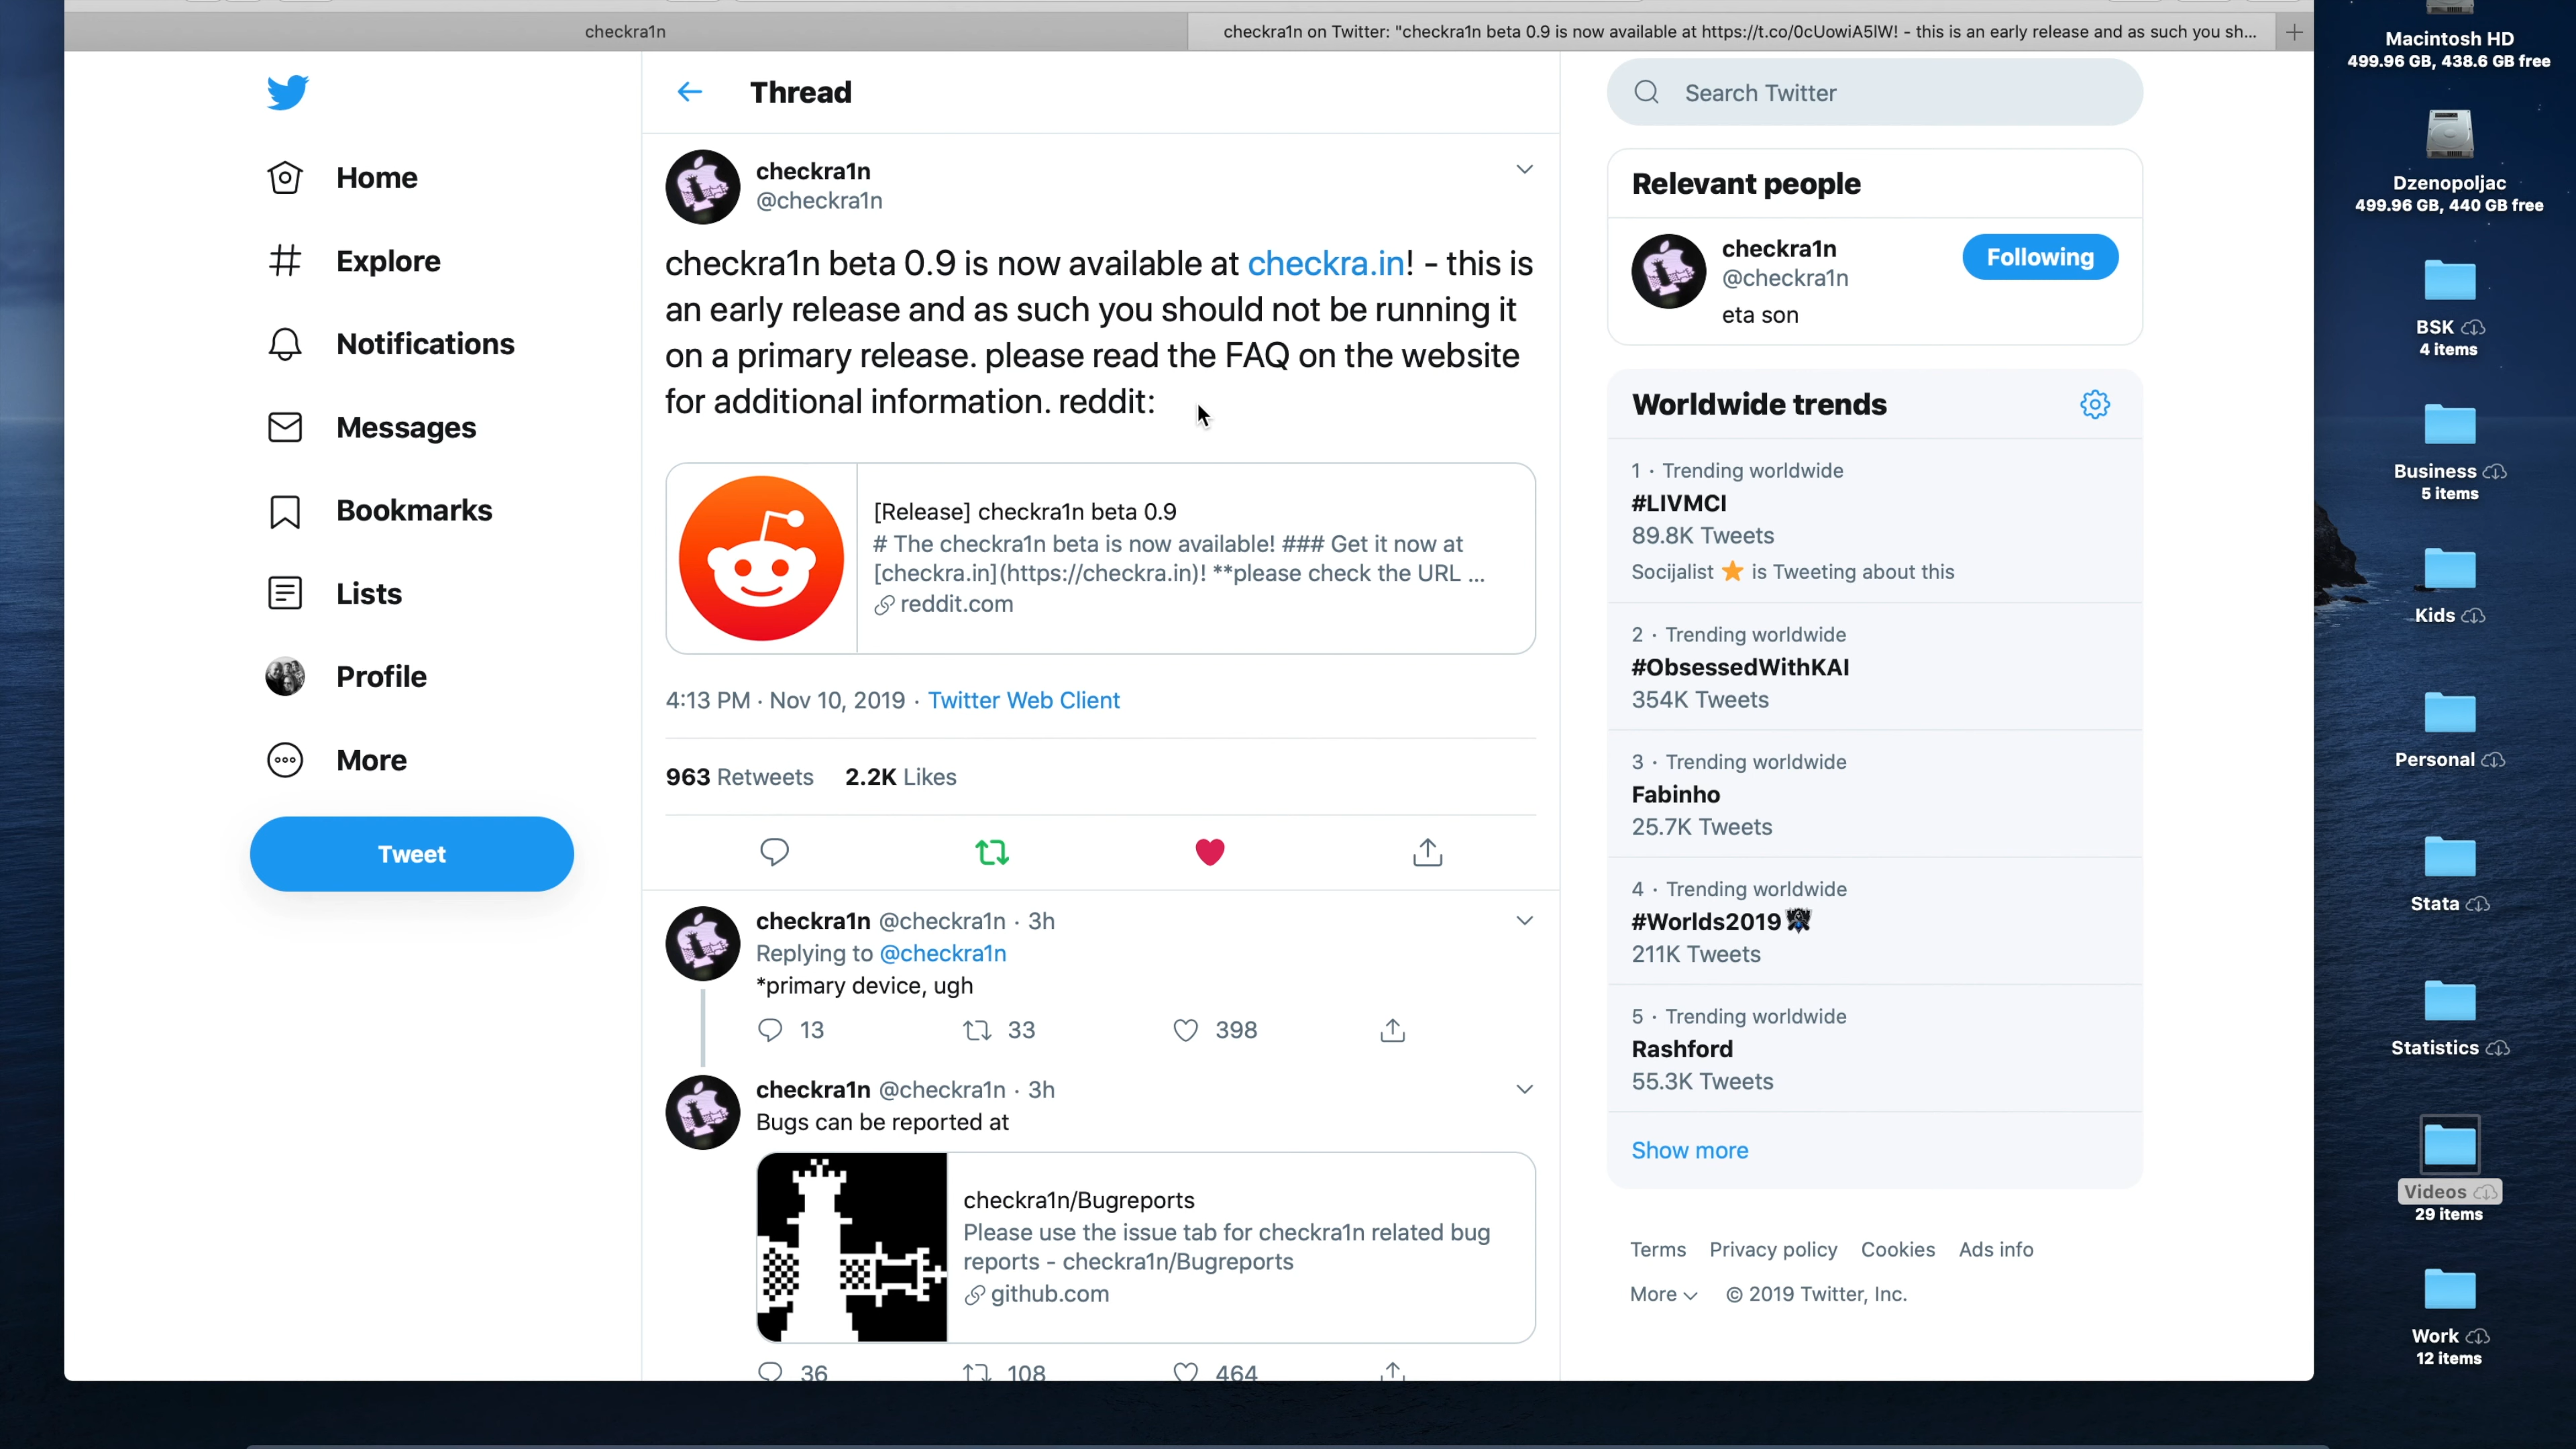 checkra1n
checkra1n on Twitter: "checkra1n beta 0.9 is now available at https://t.co/0cUowiA5lW! - this is an early release and as such you sh...
Home
Explore
Notifications
Messages
Bookmarks
Lists
Profile
More
Tweet
Thread
checkra1n
@checkra1n
checkra1n beta 0.9 is now available at checkra.in! - this is
an early release and as such you should not be running it
on a primary release. please read the FAQ on the website
for additional information. reddit:
[Release] checkra1n beta 0.9
# The checkra1n beta is now available! ### Get it now at
[checkra.in](https://checkra.in)! **please check the URL ...
reddit.com
4:13 PM · Nov 10, 2019 · Twitter Web Client
963 Retweets 2.2K Likes
checkra1n @checkra1n · 3h
Replying to @checkra1n
*primary device, ugh
13 33 398
checkra1n @checkra1n · 3h
Bugs can be reported at
checkra1n/Bugreports
Please use the issue tab for checkra1n related bug
reports - checkra1n/Bugreports
github.com
36 108 464
Search Twitter
Relevant people
checkra1n
@checkra1n
Following
eta son
Worldwide trends
1 · Trending worldwide
#LIVMCI
89.8K Tweets
Socijalist ⭐ is Tweeting about this
2 · Trending worldwide
#ObsessedWithKAI
354K Tweets
3 · Trending worldwide
Fabinho
25.7K Tweets
4 · Trending worldwide
#Worlds2019
211K Tweets
5 · Trending worldwide
Rashford
55.3K Tweets
Show more
Terms Privacy policy Cookies Ads info
More © 2019 Twitter, Inc.
Macintosh HD
499.96 GB, 438.6 GB free
Dzenopoljac
499.96 GB, 440 GB free
BSK
4 items
Business
5 items
Kids
Personal
Stata
Statistics
Videos
29 items
Work
12 items